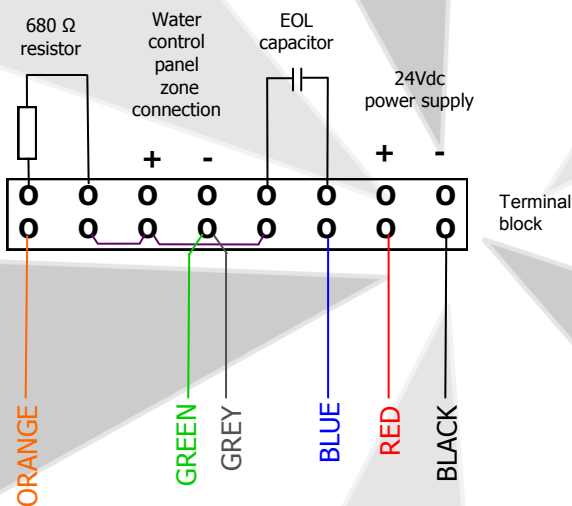 680 Ω
resistor
Water
control
panel
zone
connection
EOL
capacitor
24Vdc
power supply
+ - + -
O O O O O O O O
O O O O O O O O
Terminal
block
ORANGE
GREEN
GREY
BLUE
RED
BLACK